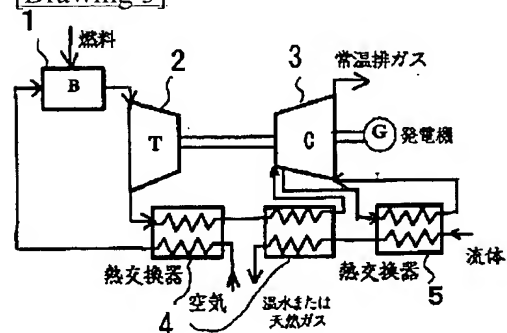 [Drawing 3]
1
燃料
B
2
T
3
C
常温排ガス
G
発電機
熱交換器
4
空気
温水または
天然ガス
熱交換器
5
流体